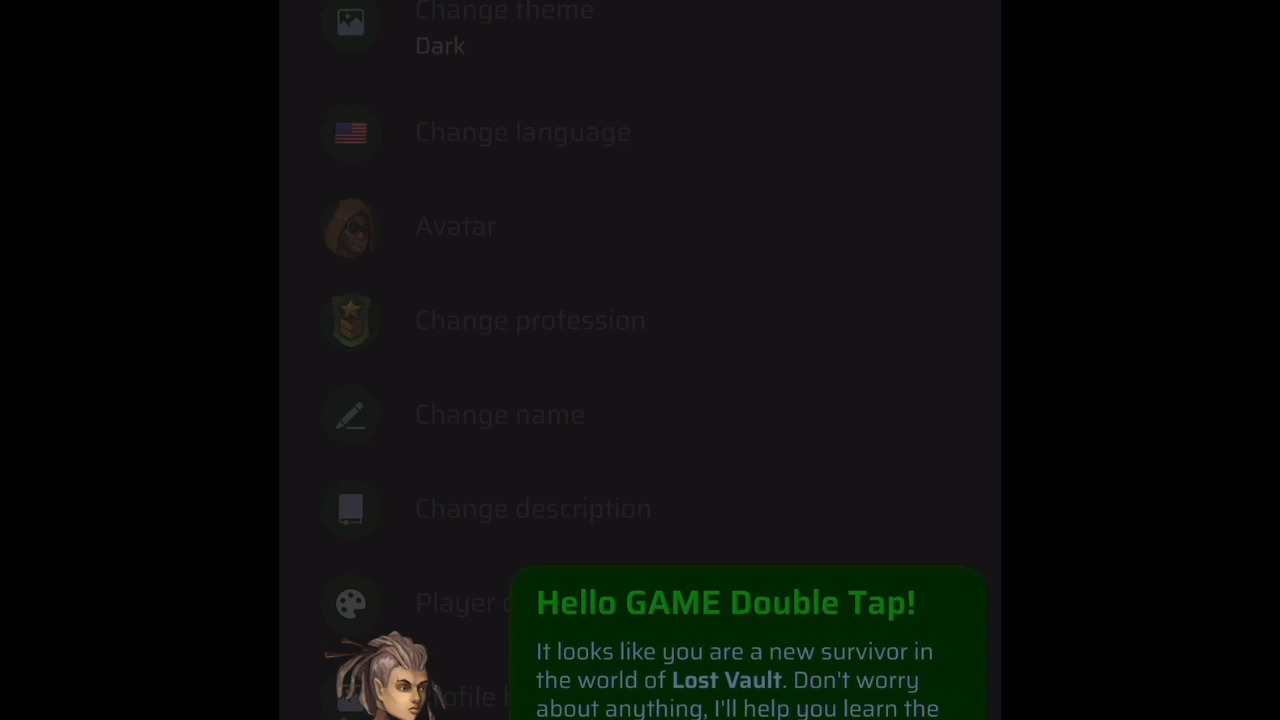 Change theme
Dark
Change language
Avatar
Change profession
Change name
Change description
Player
Hello GAME Double Tap!
It looks like you are a new survivor in
the world of Lost Vault. Don't worry
about anything, I'll help you learn the